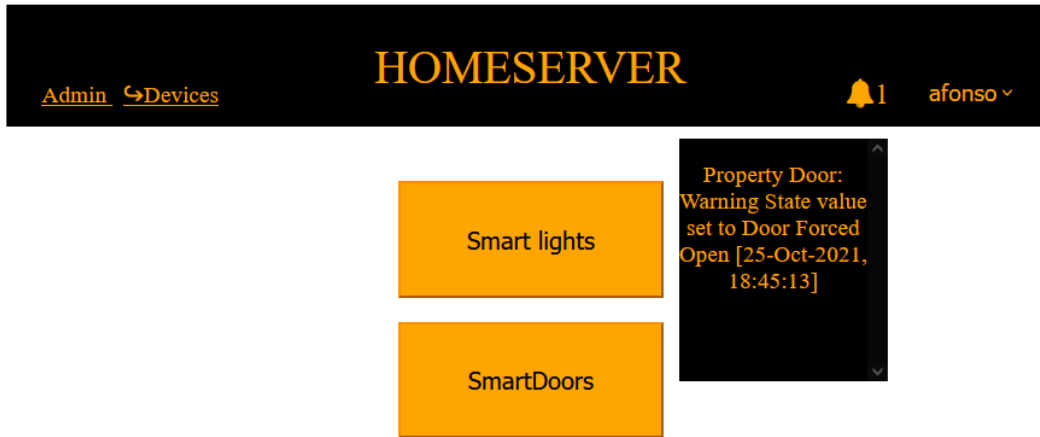 HOMESERVER
Admin ↪Devices
1
afonso
Smart lights
SmartDoors
Property Door:
Warning State value
set to Door Forced
Open [25-Oct-2021,
18:45:13]